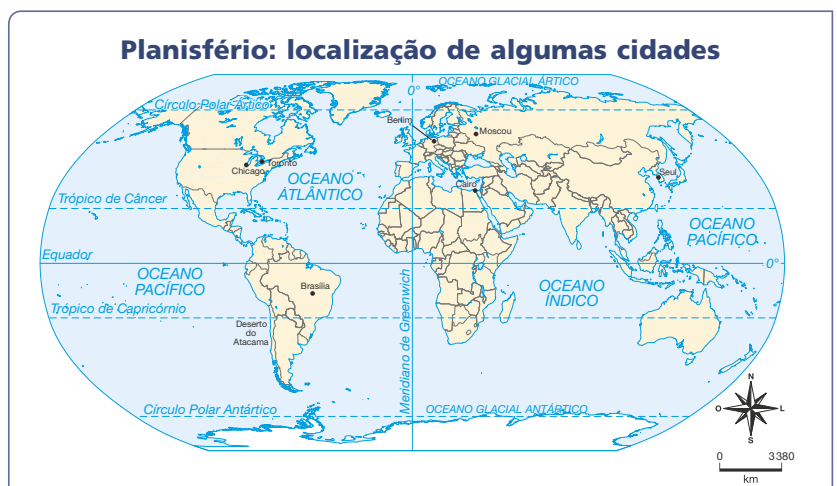 Planisfério: localização de algumas cidades
OCEANO GLACIAL ÁRTICO
0°
Círculo Polar Ártico
Berlim
Moscou
Toronto
Chicago
OCEANO
ATLÂNTICO
Cairo
Seul
Trópico de Câncer
OCEANO
PACÍFICO
Equador
0°
OCEANO
PACÍFICO
Brasília
OCEANO
ÍNDICO
Meridiano de Greenwich
Trópico de Capricórnio
Deserto
do
Atacama
Círculo Polar Antártico
OCEANO GLACIAL ANTÁRTICO
N
O
L
S
0 3380
km